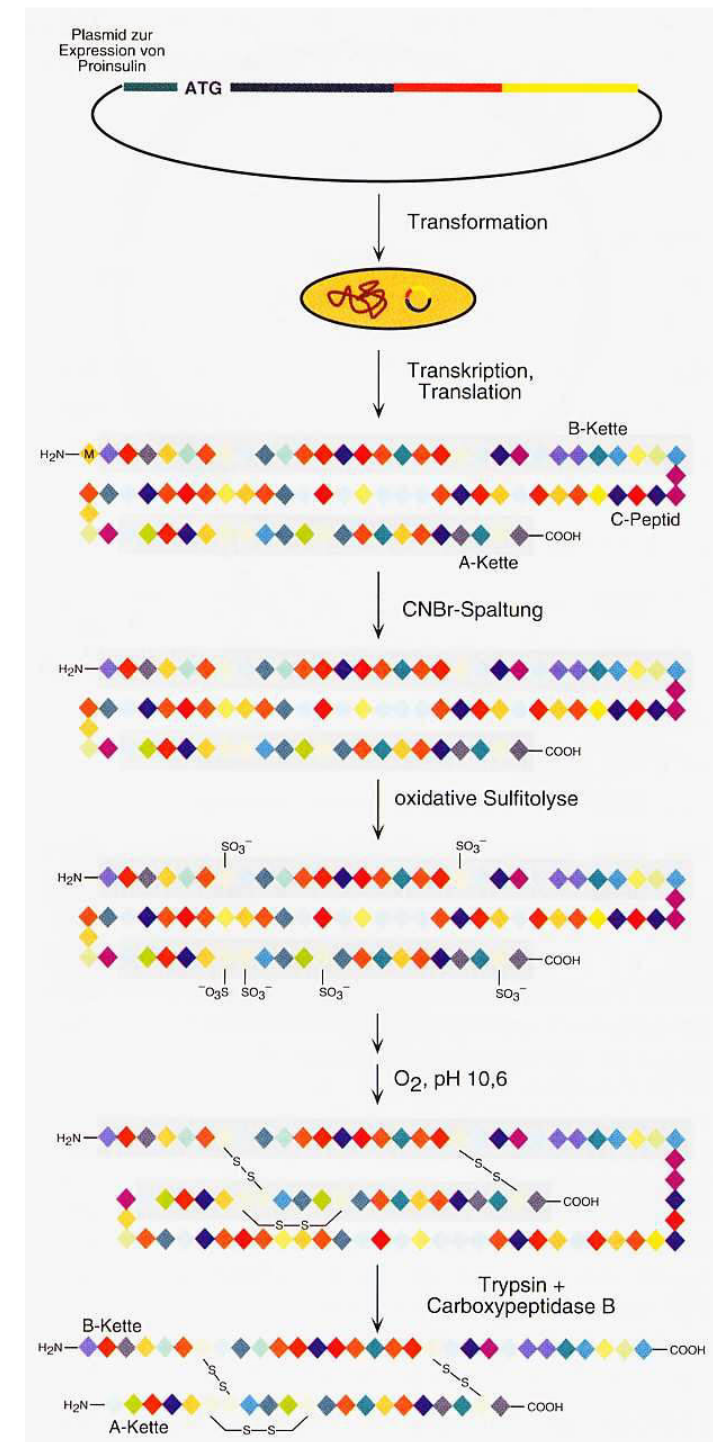 Plasmid zur
Expression von
Proinsulin
ATG
Transformation
Transkription,
Translation
B-Kette
H₂N
M
C-Peptid
COOH
A-Kette
CNBr-Spaltung
H₂N
COOH
oxidative Sulfitolyse
SO₃⁻
SO₃⁻
H₂N
COOH
⁻O₃S
SO₃⁻
SO₃⁻
SO₃⁻
O₂, pH 10,6
H₂N
S
S
S
S
COOH
S
S
Trypsin +
Carboxypeptidase B
B-Kette
H₂N
COOH
S
S
S
S
H₂N
COOH
A-Kette
S
S